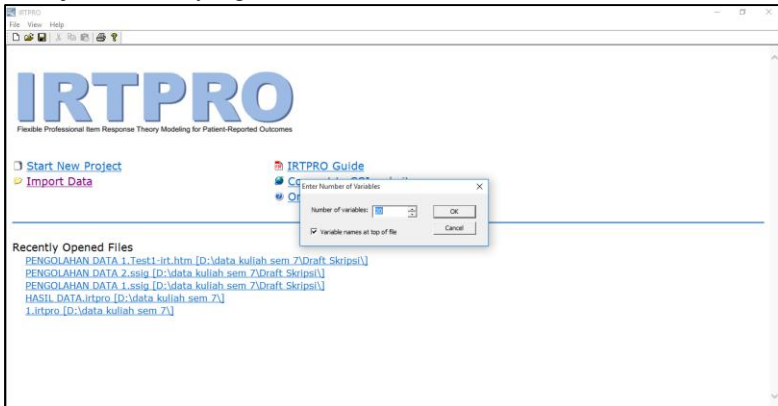 IRTPRO
File View Help
IRTPRO
Flexible Professional Item Response Theory Modeling for Patient-Reported Outcomes
Start New Project
IRTPRO Guide
Import Data
Enter Number of Variables
Number of variables:
OK
Variable names at top of file
Cancel
Recently Opened Files
PENGOLAHAN DATA 1.Test1-irt.htm [D:\data kuliah sem 7\Draft Skripsi\]
PENGOLAHAN DATA 2.ssig [D:\data kuliah sem 7\Draft Skripsi\]
PENGOLAHAN DATA 1.ssig [D:\data kuliah sem 7\Draft Skripsi\]
HASIL DATA.irtpro [D:\data kuliah sem 7\]
1.irtpro [D:\data kuliah sem 7\]